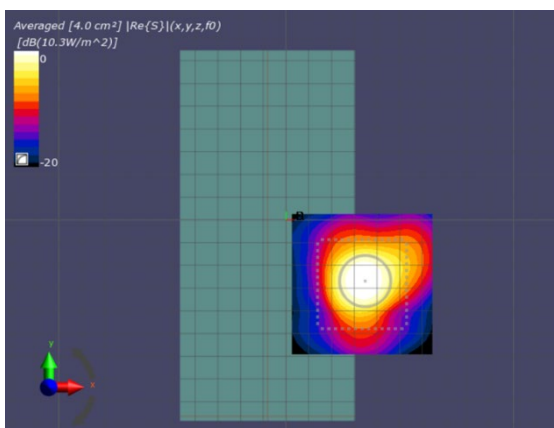 Averaged [4.0 cm²] |Re{S}|(x,y,z,f0)
[dB(10.3W/m^2)]
0
-20
y
x